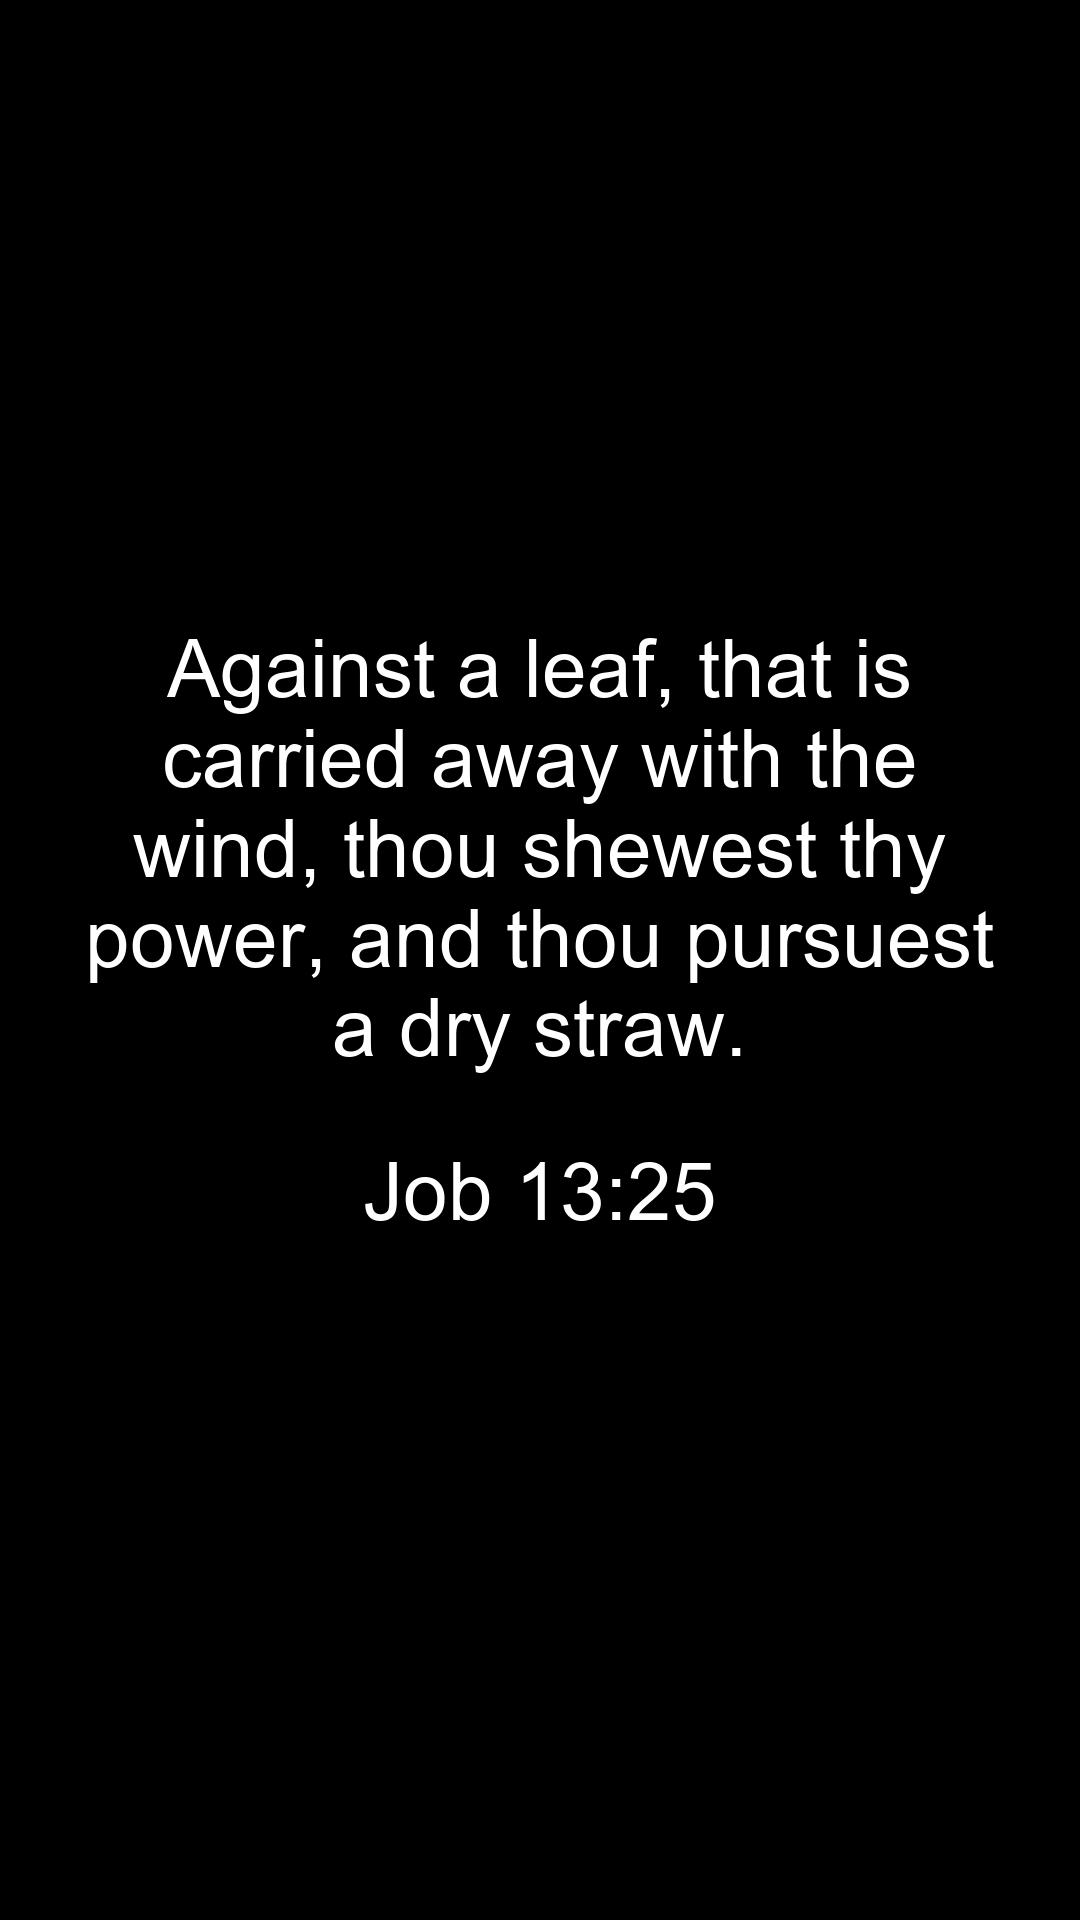 Against a leaf, that is
carried away with the
wind, thou shewest thy
power, and thou pursuest
a dry straw.
Job 13:25